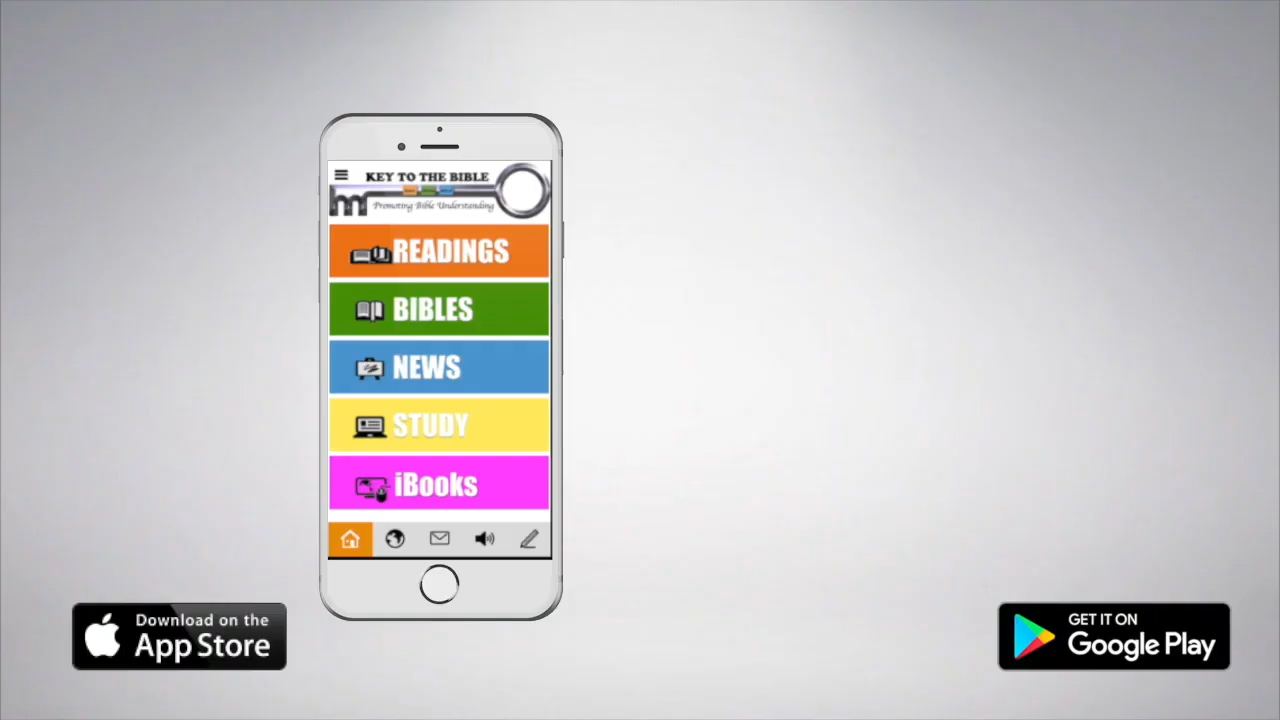 KEY TO THE BIBLE
Promoting Bible Understanding
READINGS
BIBLES
NEWS
STUDY
iBooks
Download on the
App Store
GET IT ON
Google Play